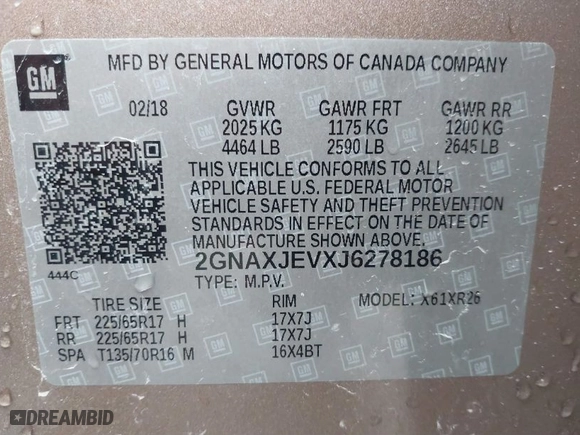 GM
MFD BY GENERAL MOTORS OF CANADA COMPANY
02/18 GVWR GAWR FRT GAWR RR
2025 KG 1175 KG 1200 KG
4464 LB 2590 LB 2645 LB
THIS VEHICLE CONFORMS TO ALL
APPLICABLE U.S. FEDERAL MOTOR
VEHICLE SAFETY AND THEFT PREVENTION
STANDARDS IN EFFECT ON THE DATE OF
MANUFACTURE SHOWN ABOVE.
444C
2GNAXJEVXJ6278186
TYPE: M.P.V. MODEL: X61XR26
TIRE SIZE RIM
FRT 225/65R17 H 17X7J
RR 225/65R17 H 17X7J
SPA T135/70R16 M 16X4BT
DREAMBID